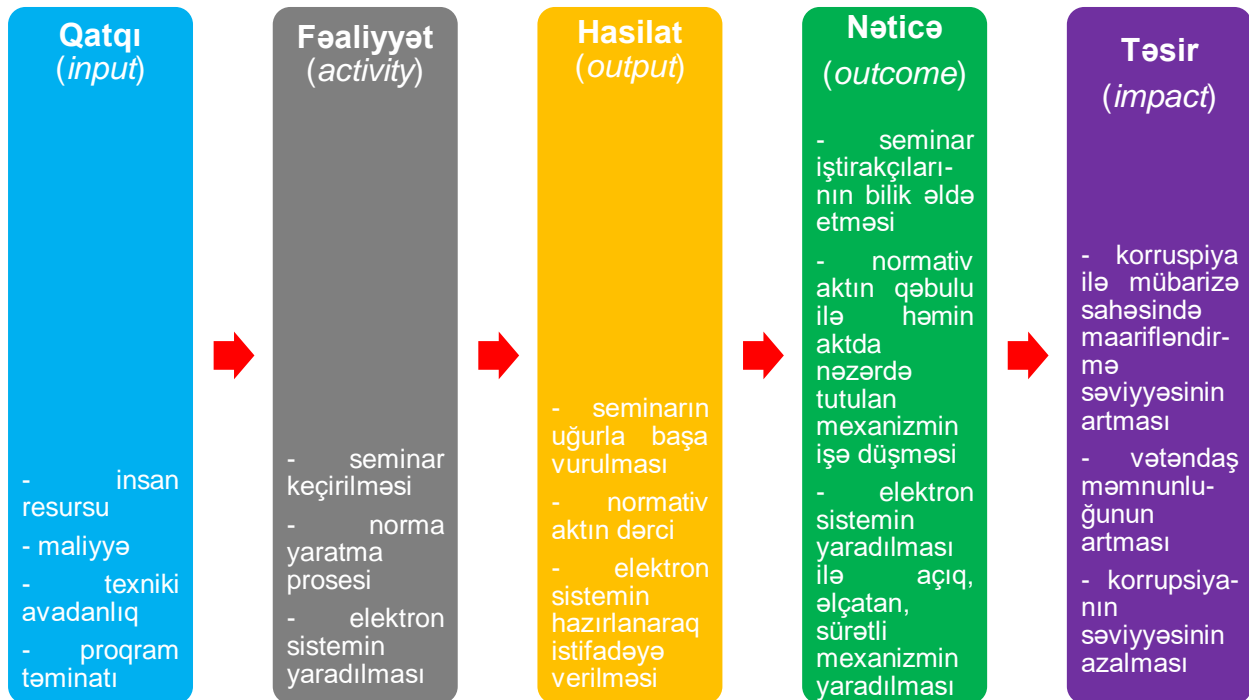 Qatqı
(input)
- insan
resursu
- maliyyə
- texniki
avadanlıq
- proqram
təminatı
Fəaliyyət
(activity)
- seminar
keçirilməsi
- norma
yaratma
prosesi
- elektron
sistemin
yaradılması
Hasilat
(output)
- seminarın
uğurla başa
vurulması
- normativ
aktın dərci
- elektron
sistemin
hazırlanaraq
istifadəyə
verilməsi
Nəticə
(outcome)
- seminar
iştirakçıları-
nın bilik əldə
etməsi
- normativ
aktın qəbulu
ilə həmin
aktda
nəzərdə
tutulan
mexanizmin
işə düşməsi
- elektron
sistemin
yaradılması
ilə açıq,
əlçatan,
sürətli
mexanizmin
yaradılması
Təsir
(impact)
- korruspiya
ilə mübarizə
sahəsində
maarifləndir-
mə
səviyyəsinin
artması
- vətəndaş
məmnunlu-
ğunun
artması
- korrupsiya-
nın
səviyyəsinin
azalması